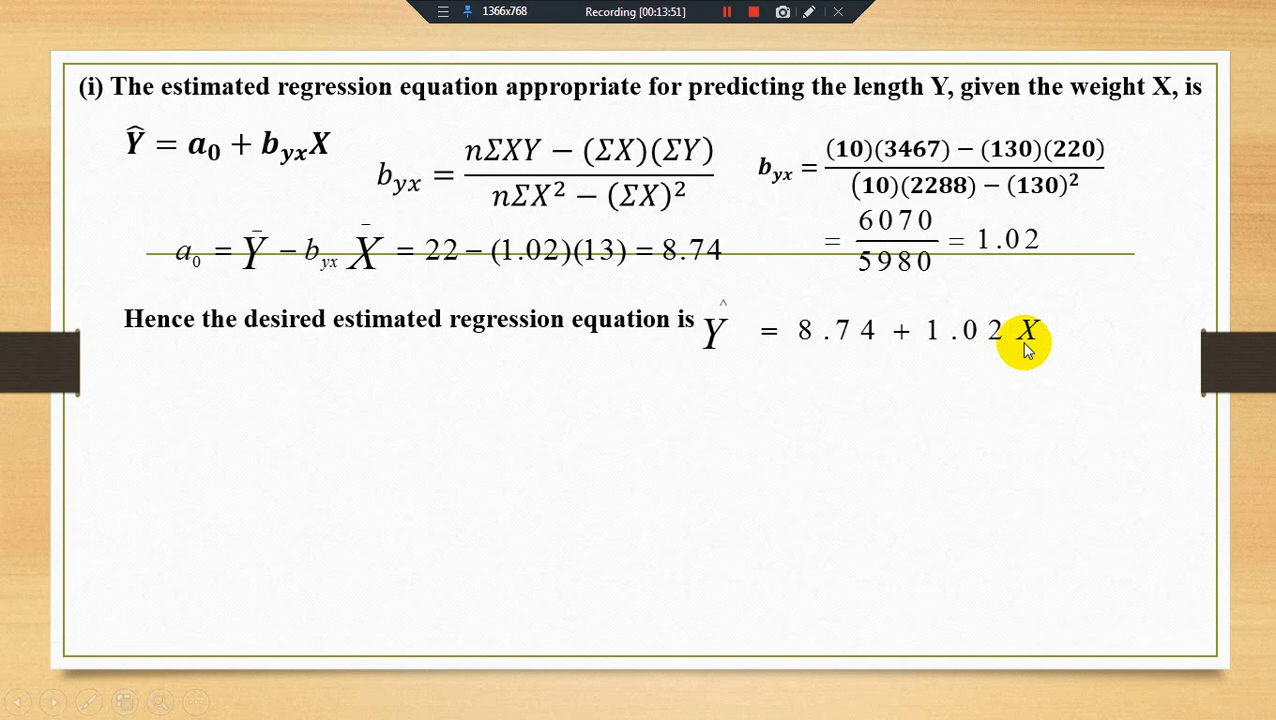 1366x768 Recording [00:13:51]
(i) The estimated regression equation appropriate for predicting the length Y, given the weight X, is
Ŷ = a₀ + b_yx X
b_yx = (nΣXY − (ΣX)(ΣY)) / (nΣX² − (ΣX)²)
b_yx = ((10)(3467) − (130)(220)) / ((10)(2288) − (130)²)
= 6070 / 5980 = 1.02
a₀ = Ȳ − b_yx X̄ = 22 − (1.02)(13) = 8.74
Hence the desired estimated regression equation is Ŷ = 8.74 + 1.02 X